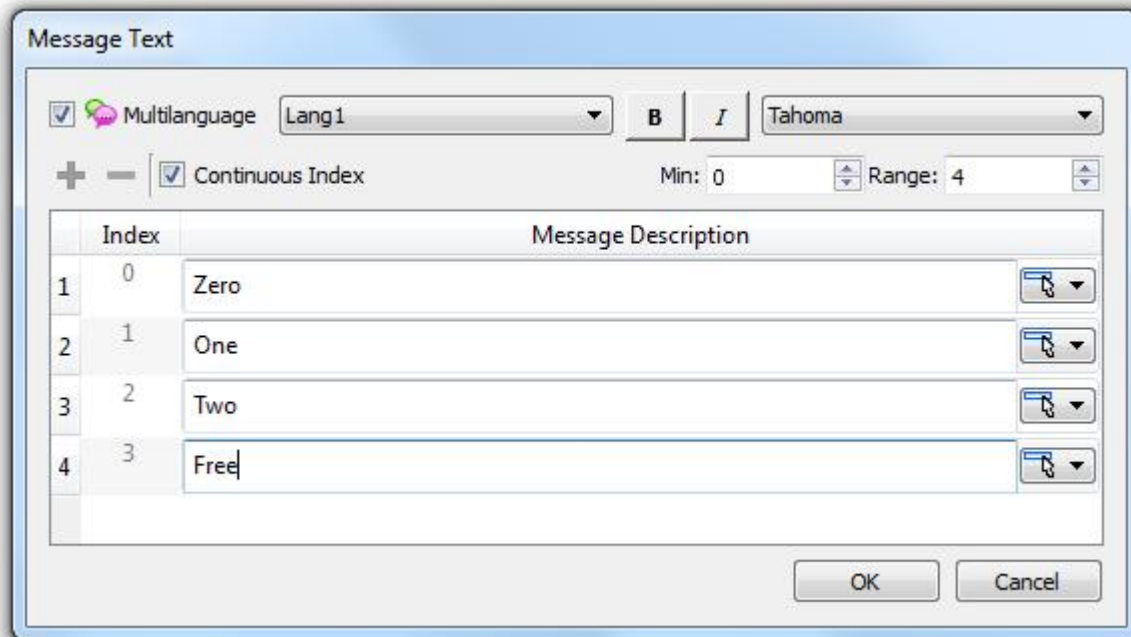 Message Text
Multilanguage Lang1 B I Tahoma
Continuous Index Min: 0 Range: 4
Index Message Description
1 0 Zero
2 1 One
3 2 Two
4 3 Free
OK Cancel